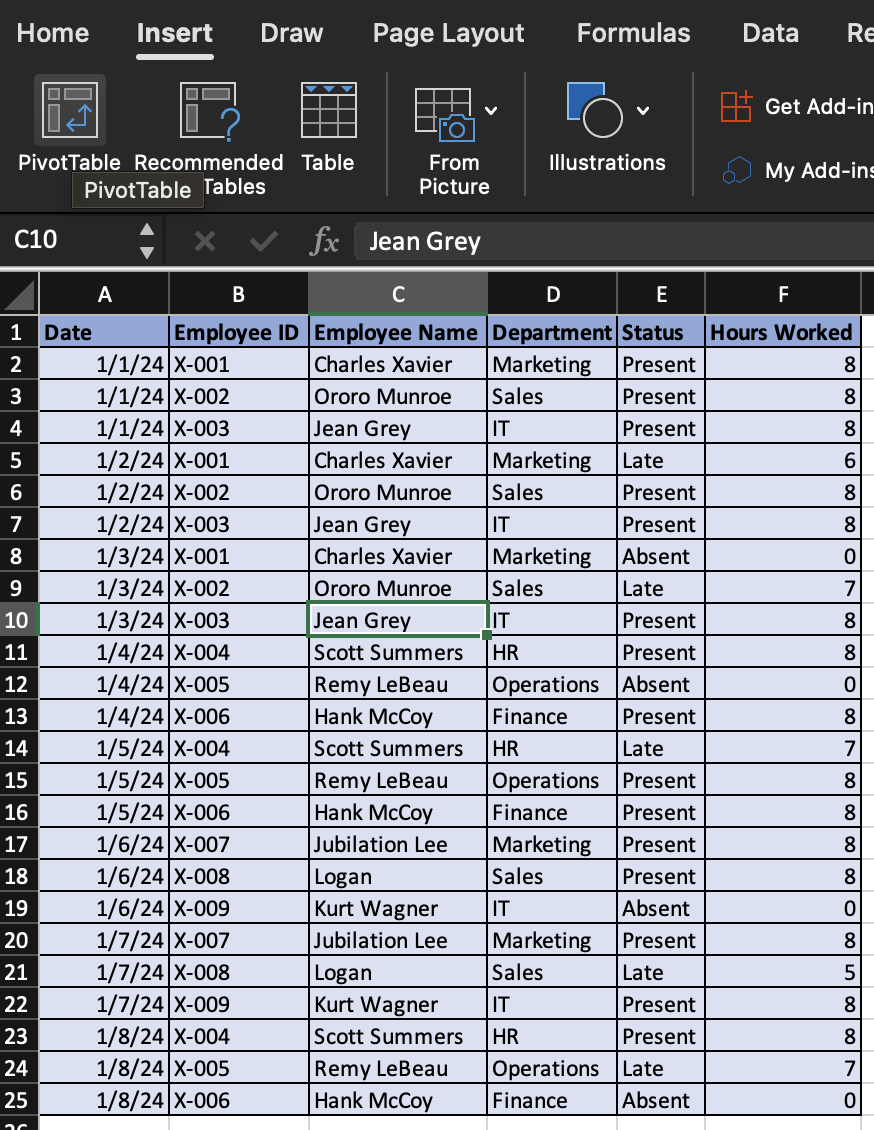 Home Insert Draw Page Layout Formulas Data Re
PivotTable Recommended Table From Illustrations Get Add-in
PivotTable Tables Picture My Add-ins
C10 fx Jean Grey
A B C D E F
1 Date Employee ID Employee Name Department Status Hours Worked
2 1/1/24 X-001 Charles Xavier Marketing Present 8
3 1/1/24 X-002 Ororo Munroe Sales Present 8
4 1/1/24 X-003 Jean Grey IT Present 8
5 1/2/24 X-001 Charles Xavier Marketing Late 6
6 1/2/24 X-002 Ororo Munroe Sales Present 8
7 1/2/24 X-003 Jean Grey IT Present 8
8 1/3/24 X-001 Charles Xavier Marketing Absent 0
9 1/3/24 X-002 Ororo Munroe Sales Late 7
10 1/3/24 X-003 Jean Grey IT Present 8
11 1/4/24 X-004 Scott Summers HR Present 8
12 1/4/24 X-005 Remy LeBeau Operations Absent 0
13 1/4/24 X-006 Hank McCoy Finance Present 8
14 1/5/24 X-004 Scott Summers HR Late 7
15 1/5/24 X-005 Remy LeBeau Operations Present 8
16 1/5/24 X-006 Hank McCoy Finance Present 8
17 1/6/24 X-007 Jubilation Lee Marketing Present 8
18 1/6/24 X-008 Logan Sales Present 8
19 1/6/24 X-009 Kurt Wagner IT Absent 0
20 1/7/24 X-007 Jubilation Lee Marketing Present 8
21 1/7/24 X-008 Logan Sales Late 5
22 1/7/24 X-009 Kurt Wagner IT Present 8
23 1/8/24 X-004 Scott Summers HR Present 8
24 1/8/24 X-005 Remy LeBeau Operations Late 7
25 1/8/24 X-006 Hank McCoy Finance Absent 0